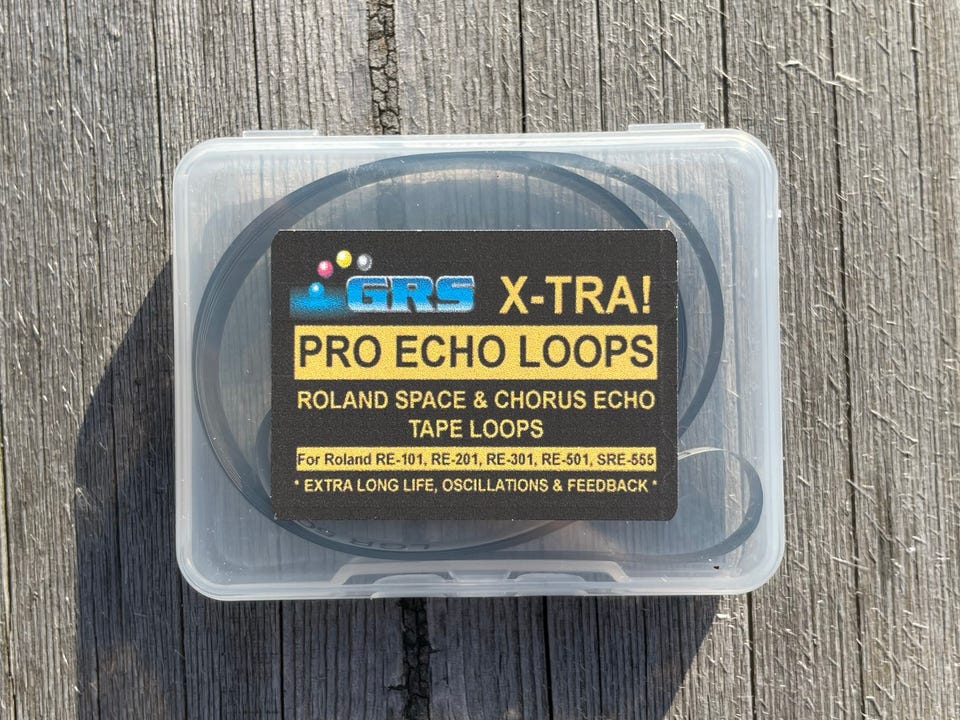 GRS X-TRA!
PRO ECHO LOOPS
ROLAND SPACE & CHORUS ECHO
TAPE LOOPS
For Roland RE-101, RE-201, RE-301, RE-501, SRE-555
* EXTRA LONG LIFE, OSCILLATIONS & FEEDBACK *